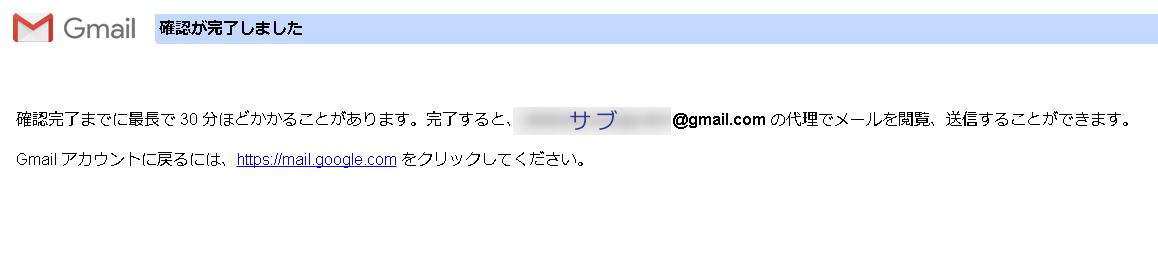 Gmail 確認が完了しました
確認完了までに最長で 30 分ほどかかることがあります。完了すると、サブ@gmail.com の代理でメールを閲覧、送信することができます。
Gmail アカウントに戻るには、https://mail.google.com をクリックしてください。